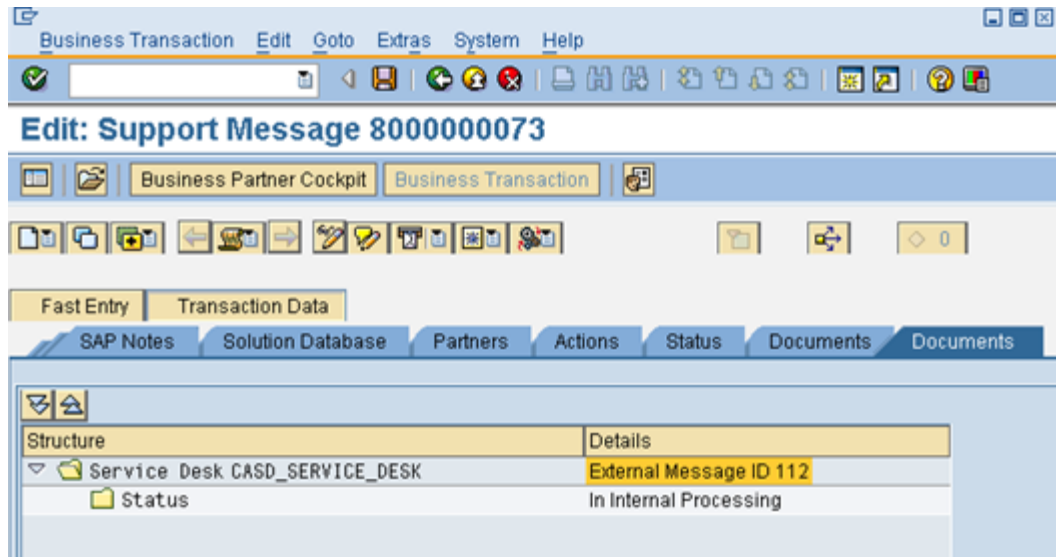 Business Transaction Edit Goto Extras System Help
Edit: Support Message 8000000073
Business Partner Cockpit Business Transaction
0
Fast Entry Transaction Data
SAP Notes Solution Database Partners Actions Status Documents Documents
Structure Details
Service Desk CASD_SERVICE_DESK External Message ID 112
Status In Internal Processing